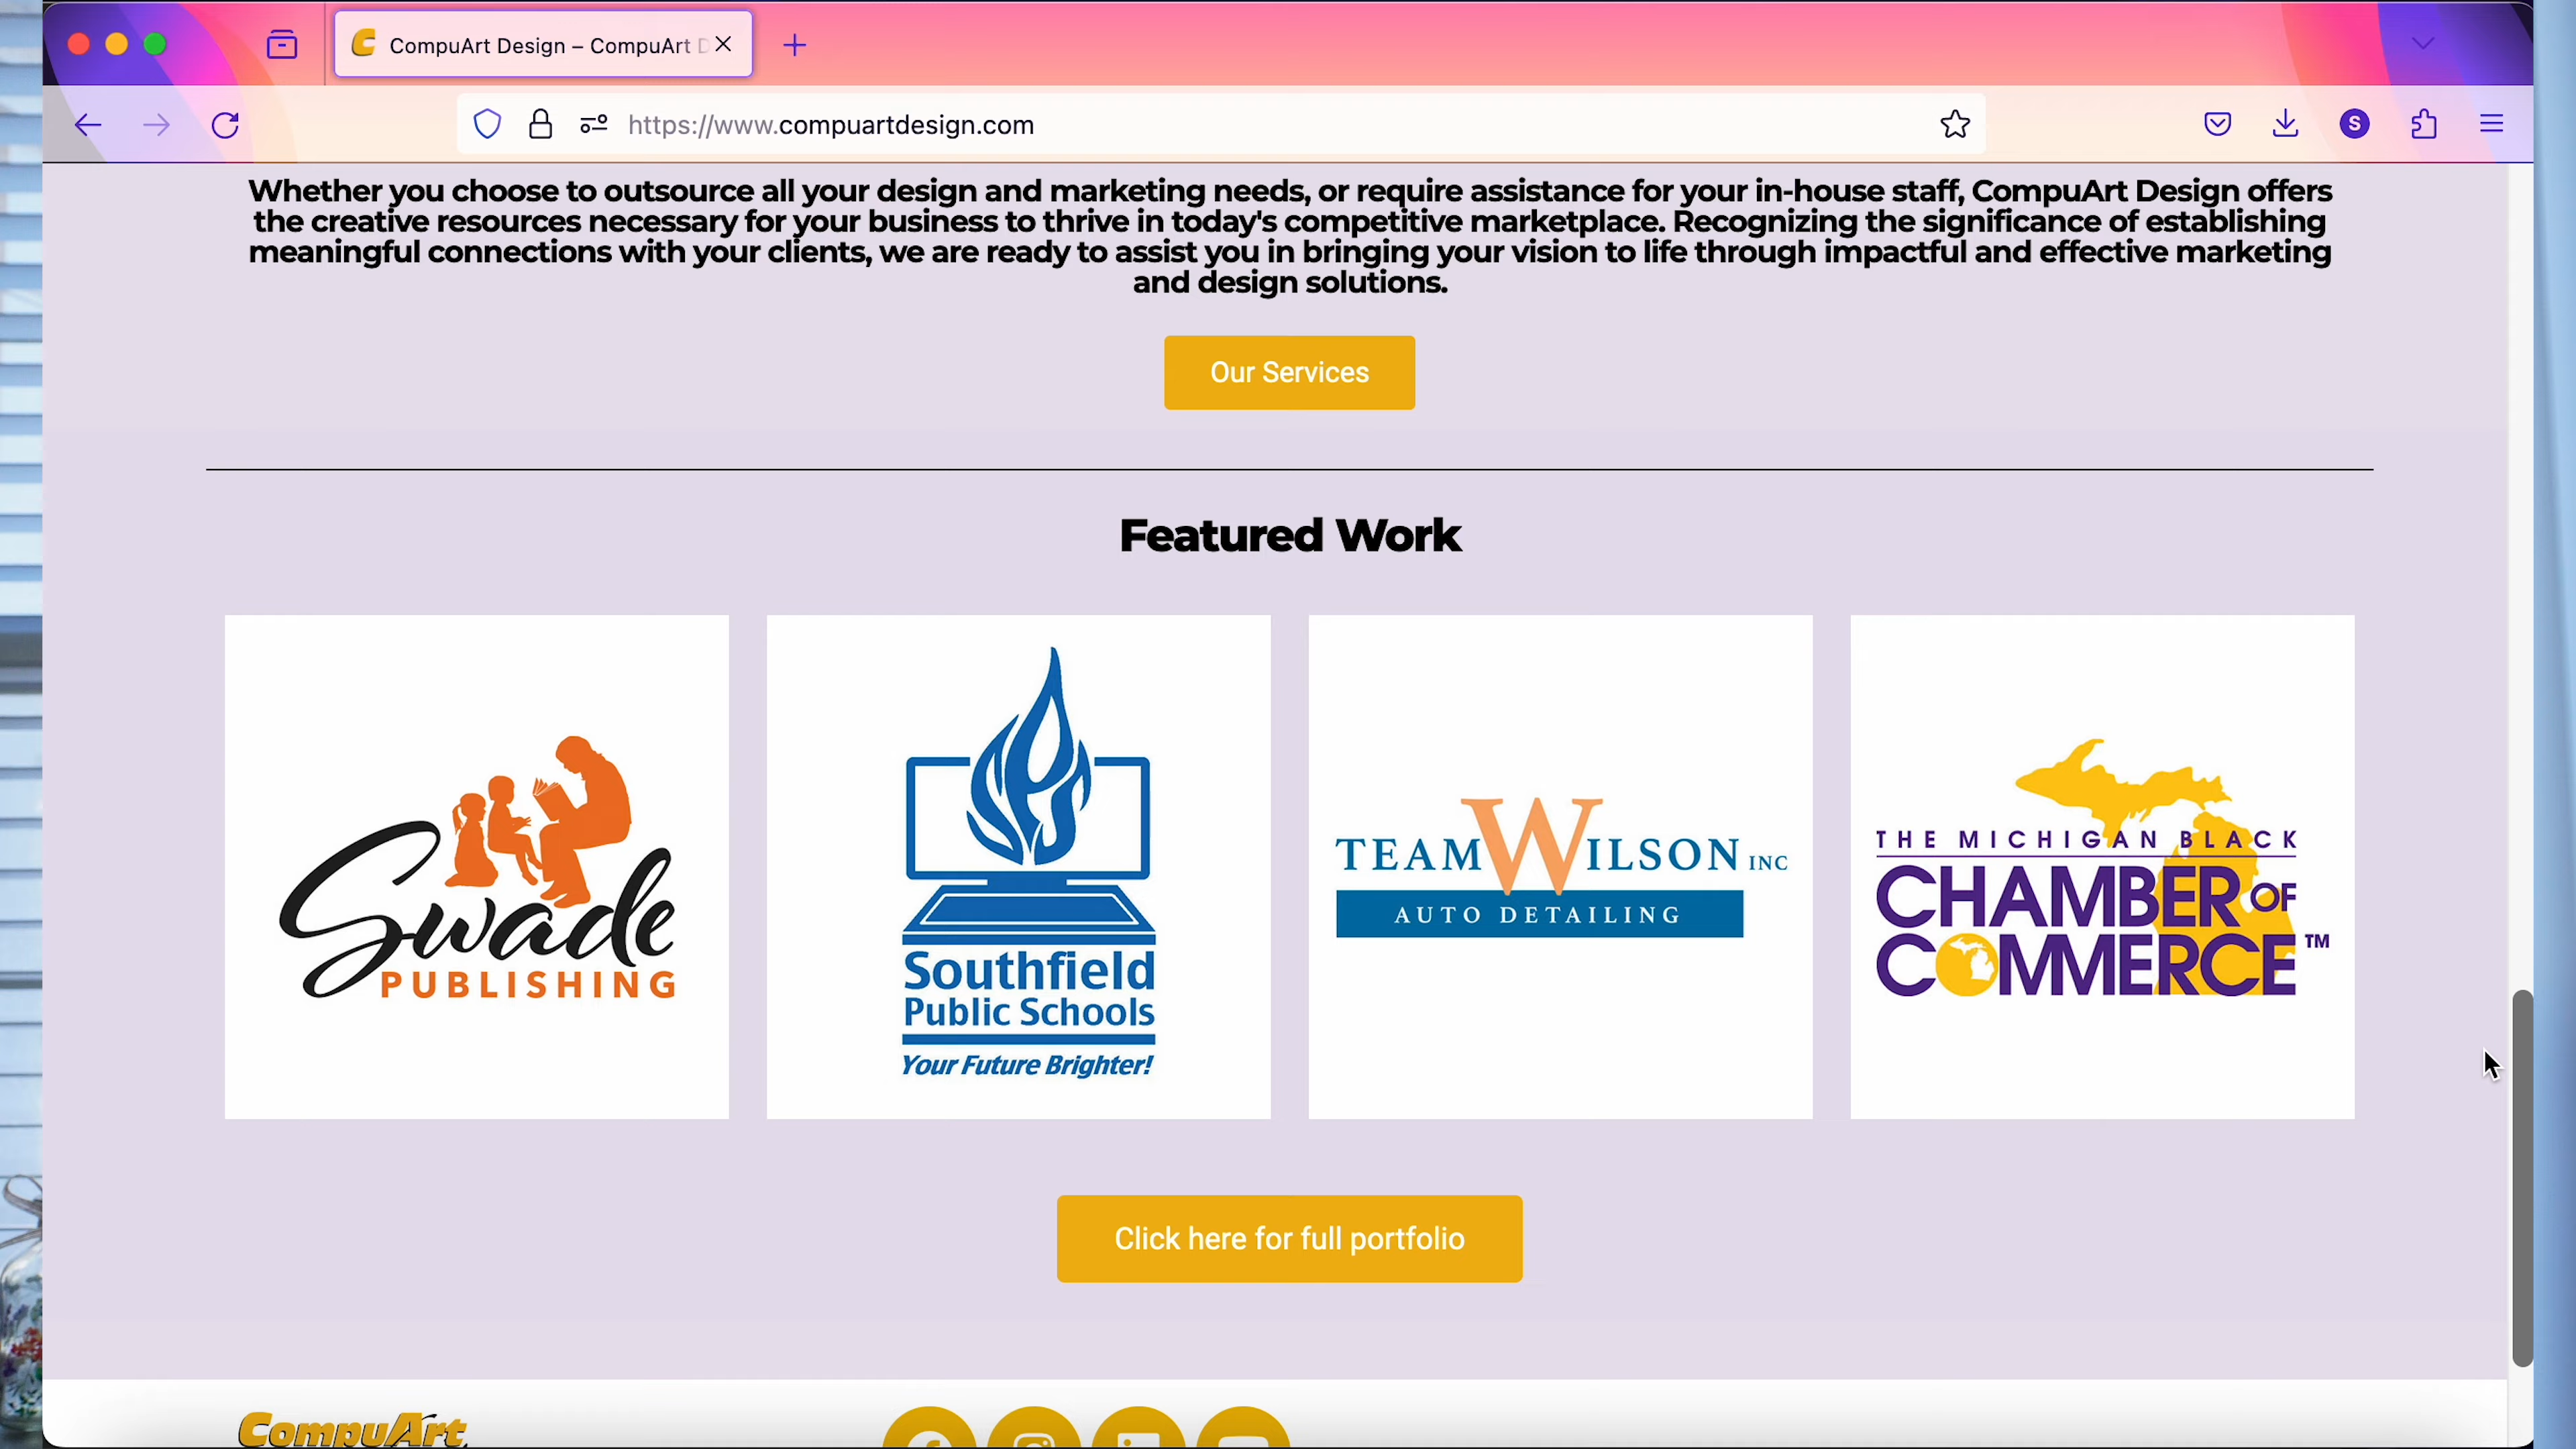 CompuArt Design – CompuArt D
https://www.compuartdesign.com
S
Whether you choose to outsource all your design and marketing needs, or require assistance for your in-house staff, CompuArt Design offers
the creative resources necessary for your business to thrive in today's competitive marketplace. Recognizing the significance of establishing
meaningful connections with your clients, we are ready to assist you in bringing your vision to life through impactful and effective marketing
and design solutions.
Our Services
Featured Work
Swade
PUBLISHING
SPS
Southfield
Public Schools
Your Future Brighter!
TEAM WILSON INC
AUTO DETAILING
THE MICHIGAN BLACK
CHAMBER OF
COMMERCE TM
Click here for full portfolio
CompuArt